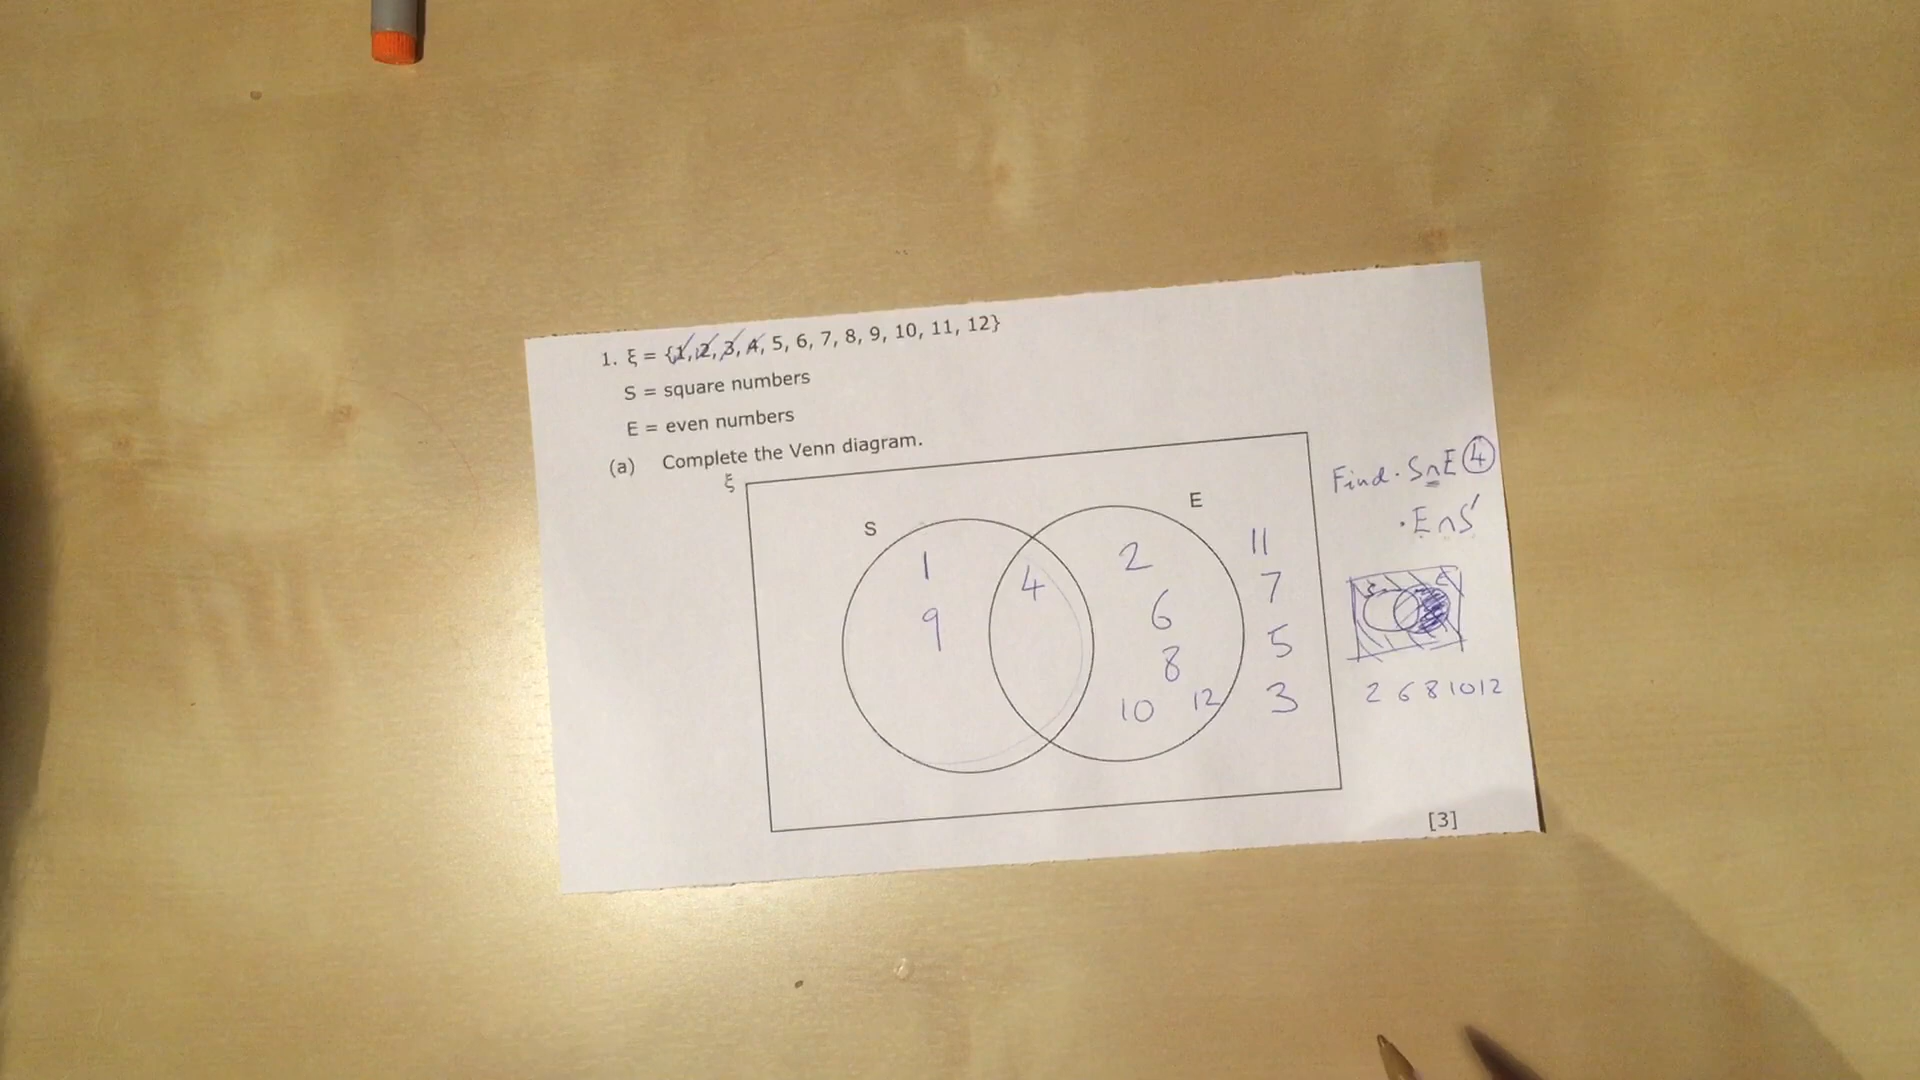 1. ξ = {1, 2, 3, 4, 5, 6, 7, 8, 9, 10, 11, 12}
S = square numbers
E = even numbers
(a) Complete the Venn diagram.
ξ
S
E
1
9
4
2
6
8
10 12
11
7
5
3
Find · S∩E 4
· E∩S'
2 6 8 10 12
[3]